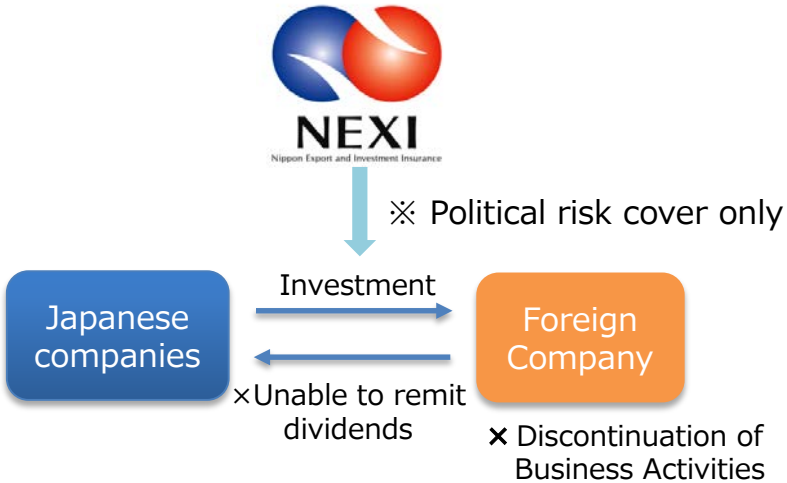 NEXI
Nippon Export and Investment Insurance
※ Political risk cover only
Investment
Japanese
companies
Foreign
Company
×Unable to remit
dividends
× Discontinuation of
Business Activities